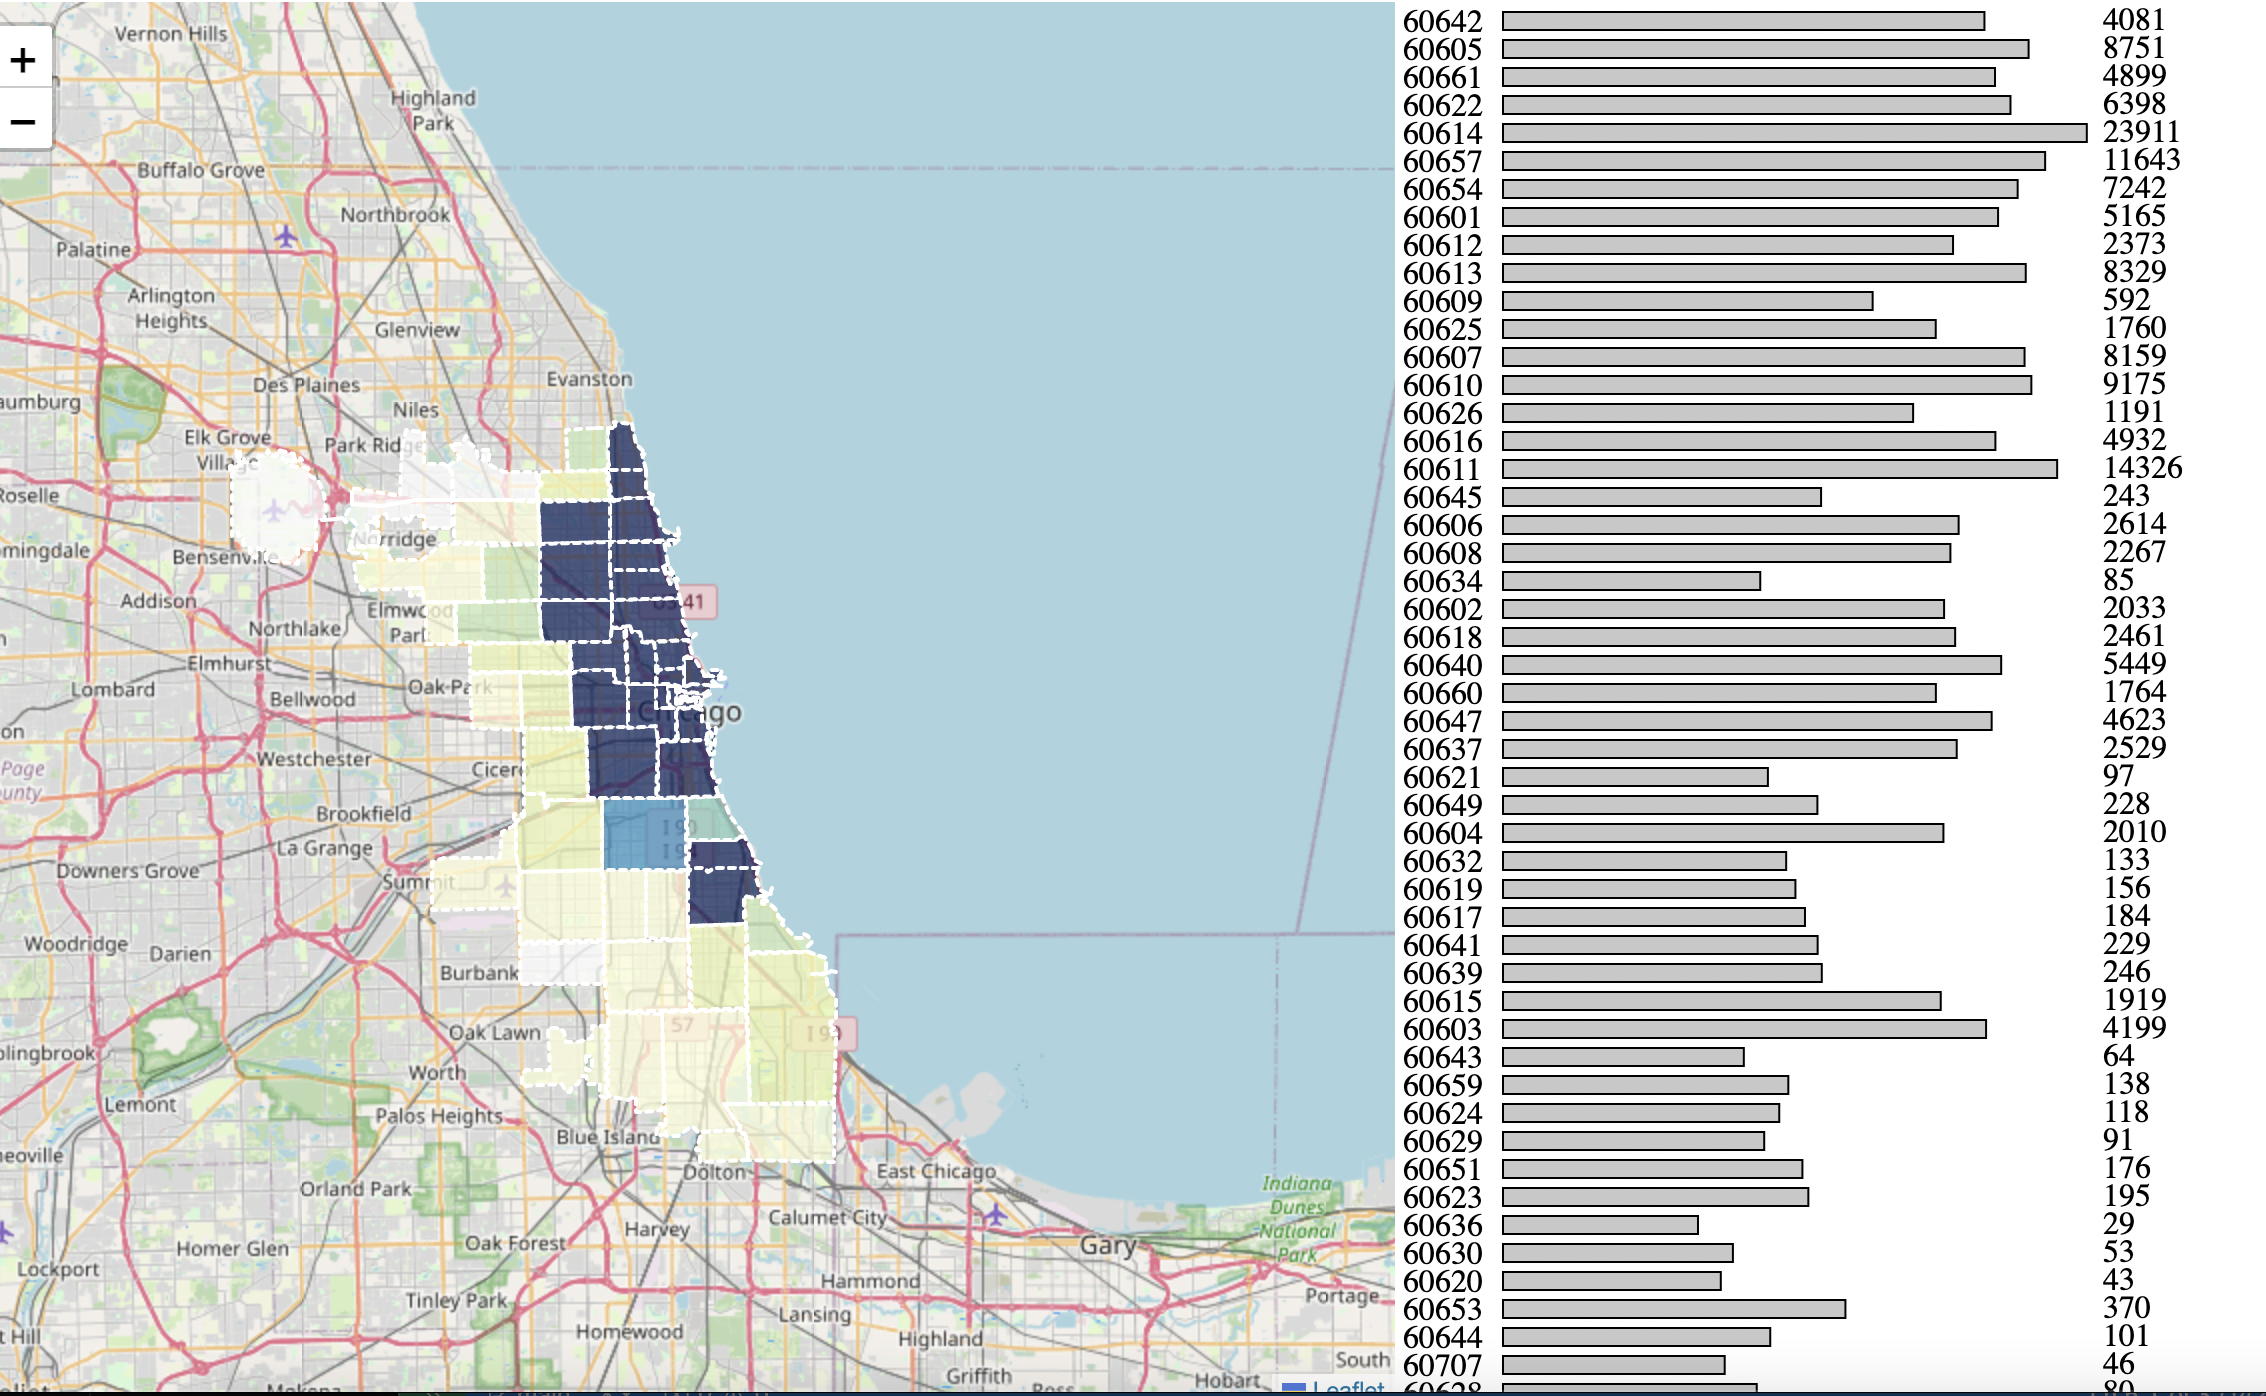 Vernon Hills
+
Highland
Park
−
Buffalo Grove
Northbrook
Palatine
Arlington
Heights
Glenview
Des Plaines
Evanston
aumburg
Niles
Elk Grove
Village
Park Ridge
Roselle
Norridge
omingdale
Bensenville
Addison
US 41
Elmwood
Park
Northlake
Elmhurst
Lombard
Oak Park
Bellwood
Chicago
on
Westchester
Page
ounty
Cicero
Brookfield
I 90
La Grange
I 94
Downers Grove
Summit
Woodridge
Darien
Burbank
57
I 90
Oak Lawn
olingbrook
Worth
Lemont
Palos Heights
Blue Island
neoville
Dolton
East Chicago
Orland Park
Indiana
Dunes
National
Park
Calumet City
Harvey
Homer Glen
Oak Forest
Gary
Lockport
Hammond
Tinley Park
Portage
Lansing
t Hill
Homewood
Highland
South
Griffith
Hobart
Leaflet
60642 4081
60605 8751
60661 4899
60622 6398
60614 23911
60657 11643
60654 7242
60601 5165
60612 2373
60613 8329
60609 592
60625 1760
60607 8159
60610 9175
60626 1191
60616 4932
60611 14326
60645 243
60606 2614
60608 2267
60634 85
60602 2033
60618 2461
60640 5449
60660 1764
60647 4623
60637 2529
60621 97
60649 228
60604 2010
60632 133
60619 156
60617 184
60641 229
60639 246
60615 1919
60603 4199
60643 64
60659 138
60624 118
60629 91
60651 176
60623 195
60636 29
60630 53
60620 43
60653 370
60644 101
60707 46
60628 80